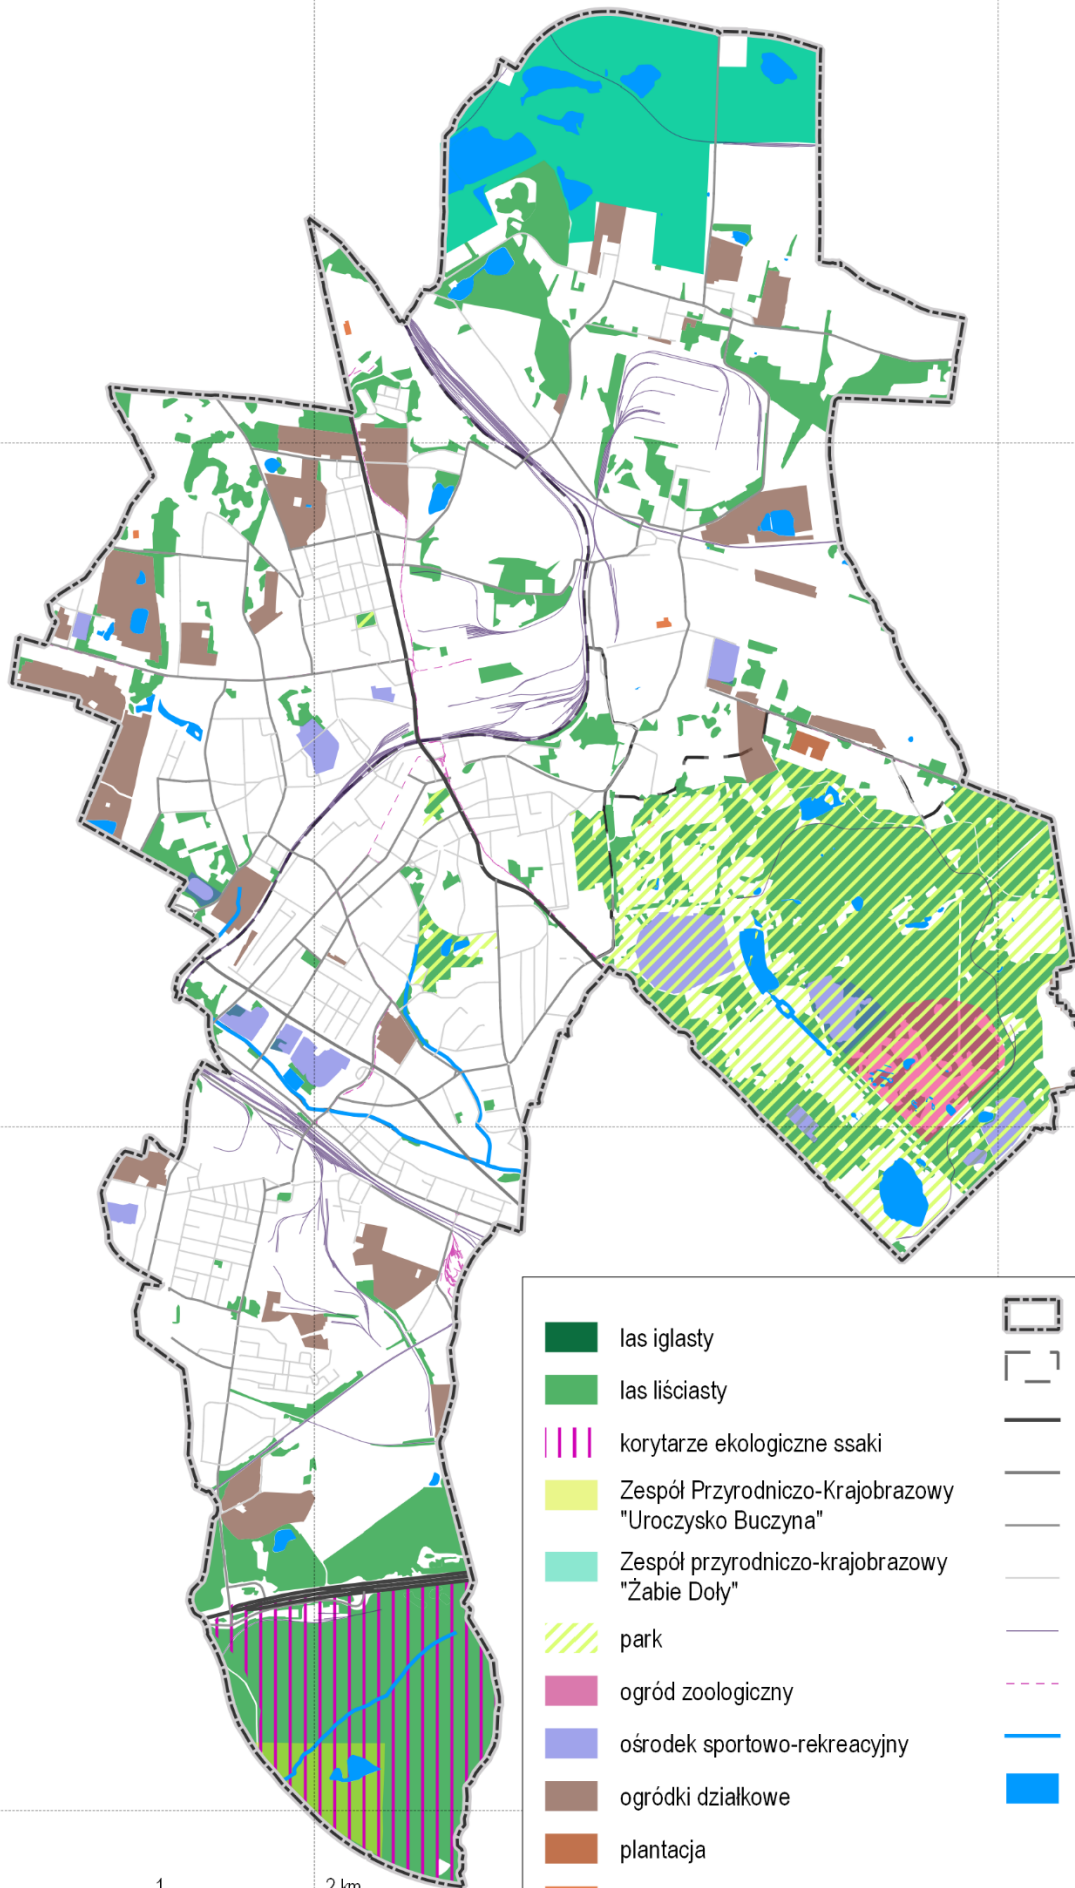 las iglasty
las liściasty
korytarze ekologiczne ssaki
Zespół Przyrodniczo-Krajobrazowy
"Uroczysko Buczyna"
Zespół przyrodniczo-krajobrazowy
"Żabie Doły"
park
ogród zoologiczny
ośrodek sportowo-rekreacyjny
ogródki działkowe
plantacja
1 2 km